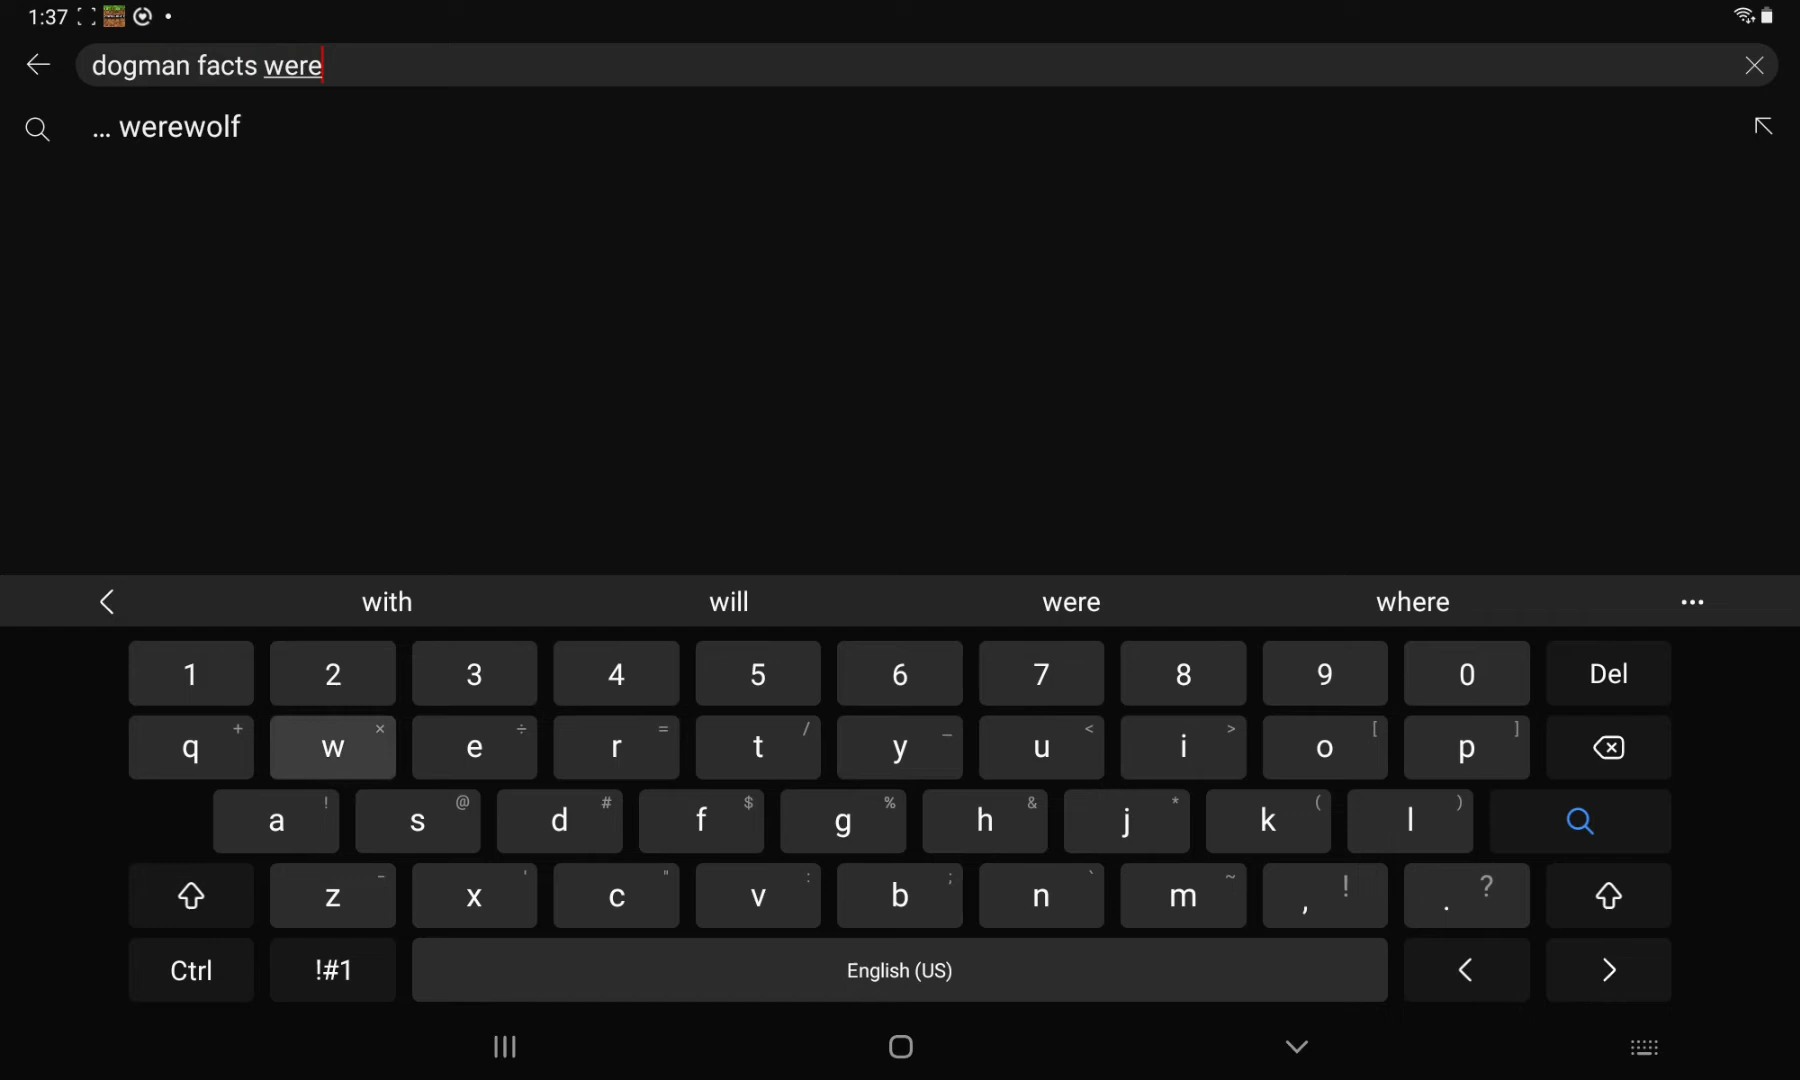 1:37
dogman facts were
... werewolf
with will were where ...
1 2 3 4 5 6 7 8 9 0 Del
q + w × e ÷ r = t / y _ u < i > o [ p ]
a ! s @ d # f $ g % h & j * k ( l )
z - x ' c " v : b ; n ` m ~ , ! . ?
Ctrl !#1 English (US) < >